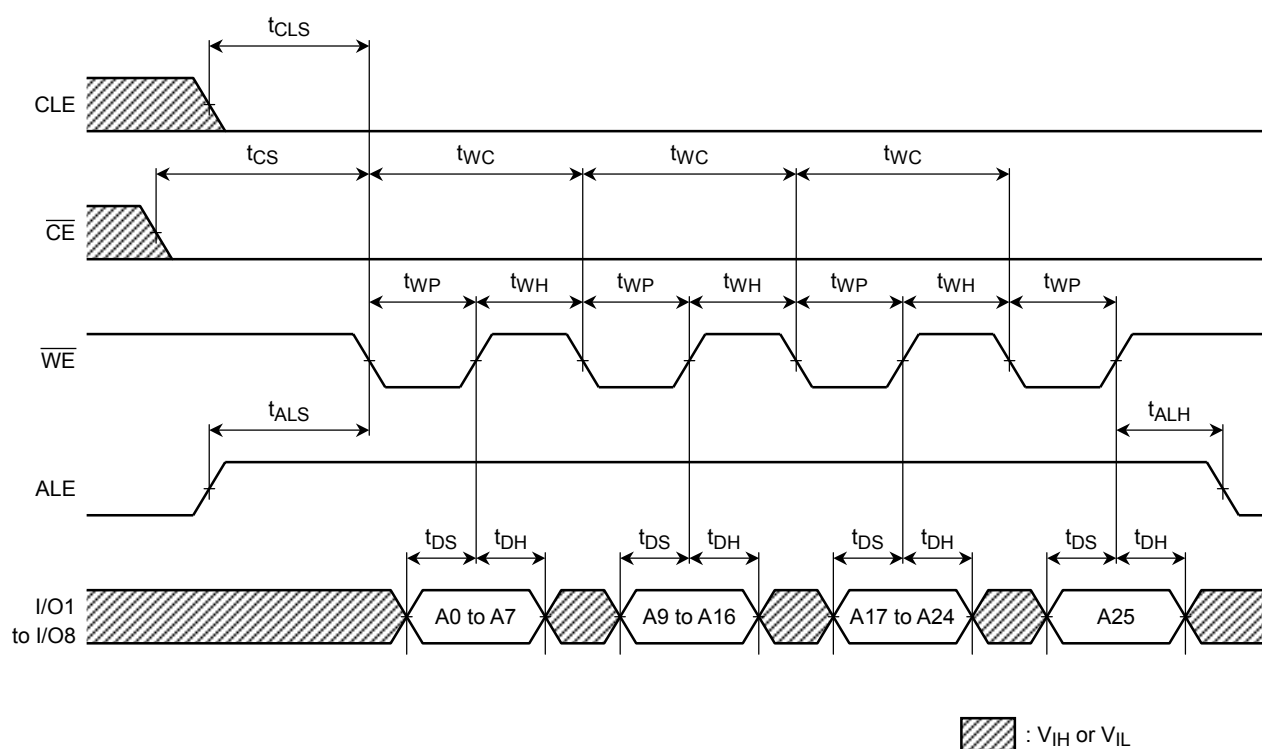 tCLS
CLE
tCS tWC tWC tWC
CE
tWP tWH tWP tWH tWP tWH tWP
WE
tALS tALH
ALE
tDS tDH tDS tDH tDS tDH tDS tDH
I/O1
to I/O8
A0 to A7 A9 to A16 A17 to A24 A25
: VIH or VIL